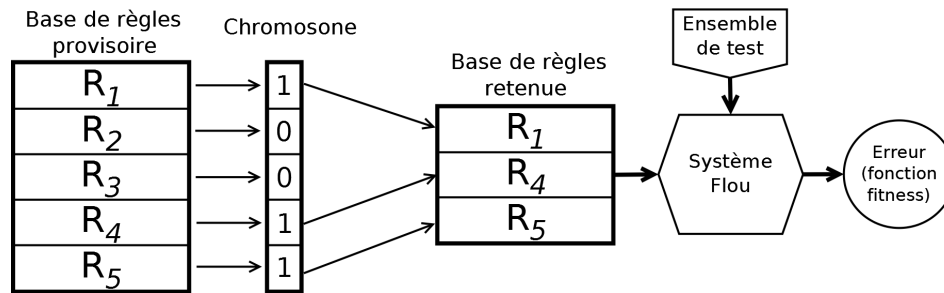 Base de règles
provisoire
R1
R2
R3
R4
R5
Chromosone
1
0
0
1
1
Base de règles
retenue
R1
R4
R5
Ensemble
de test
Système
Flou
Erreur
(fonction
fitness)